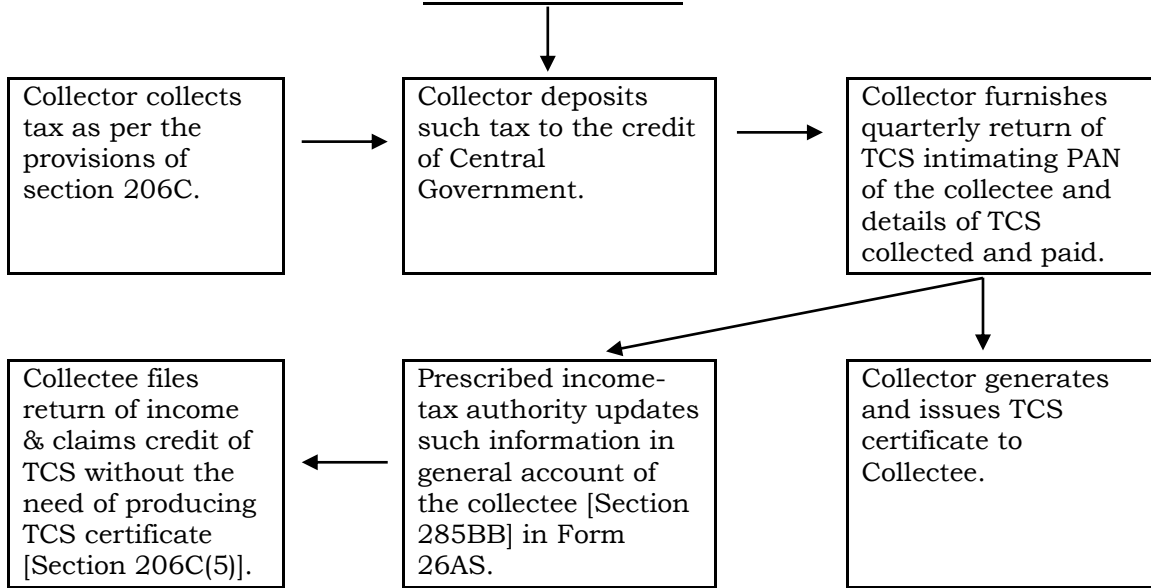 Collector collects
tax as per the
provisions of
section 206C.
Collector deposits
such tax to the credit
of Central
Government.
Collector furnishes
quarterly return of
TCS intimating PAN
of the collectee and
details of TCS
collected and paid.
Collectee files
return of income
& claims credit of
TCS without the
need of producing
TCS certificate
[Section 206C(5)].
Prescribed income-
tax authority updates
such information in
general account of
the collectee [Section
285BB] in Form
26AS.
Collector generates
and issues TCS
certificate to
Collectee.